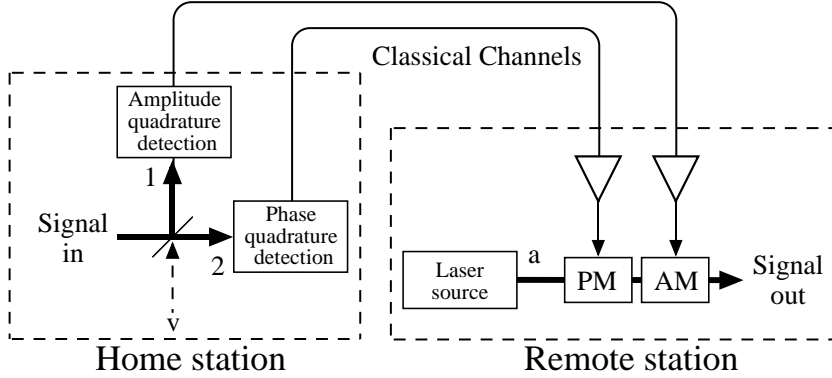 Classical Channels
Amplitude
quadrature
detection
1
Signal
in
2
Phase
quadrature
detection
v
Home station
Laser
source
a
PM
AM
Signal
out
Remote station